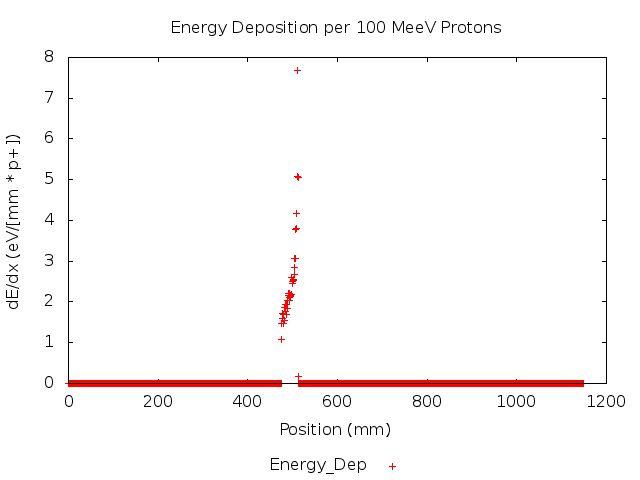 Energy Deposition per 100 MeeV Protons
8
7
6
5
4
3
2
1
0
dE/dx (eV/[mm * p+])
0 200 400 600 800 1000 1200
Position (mm)
Energy_Dep